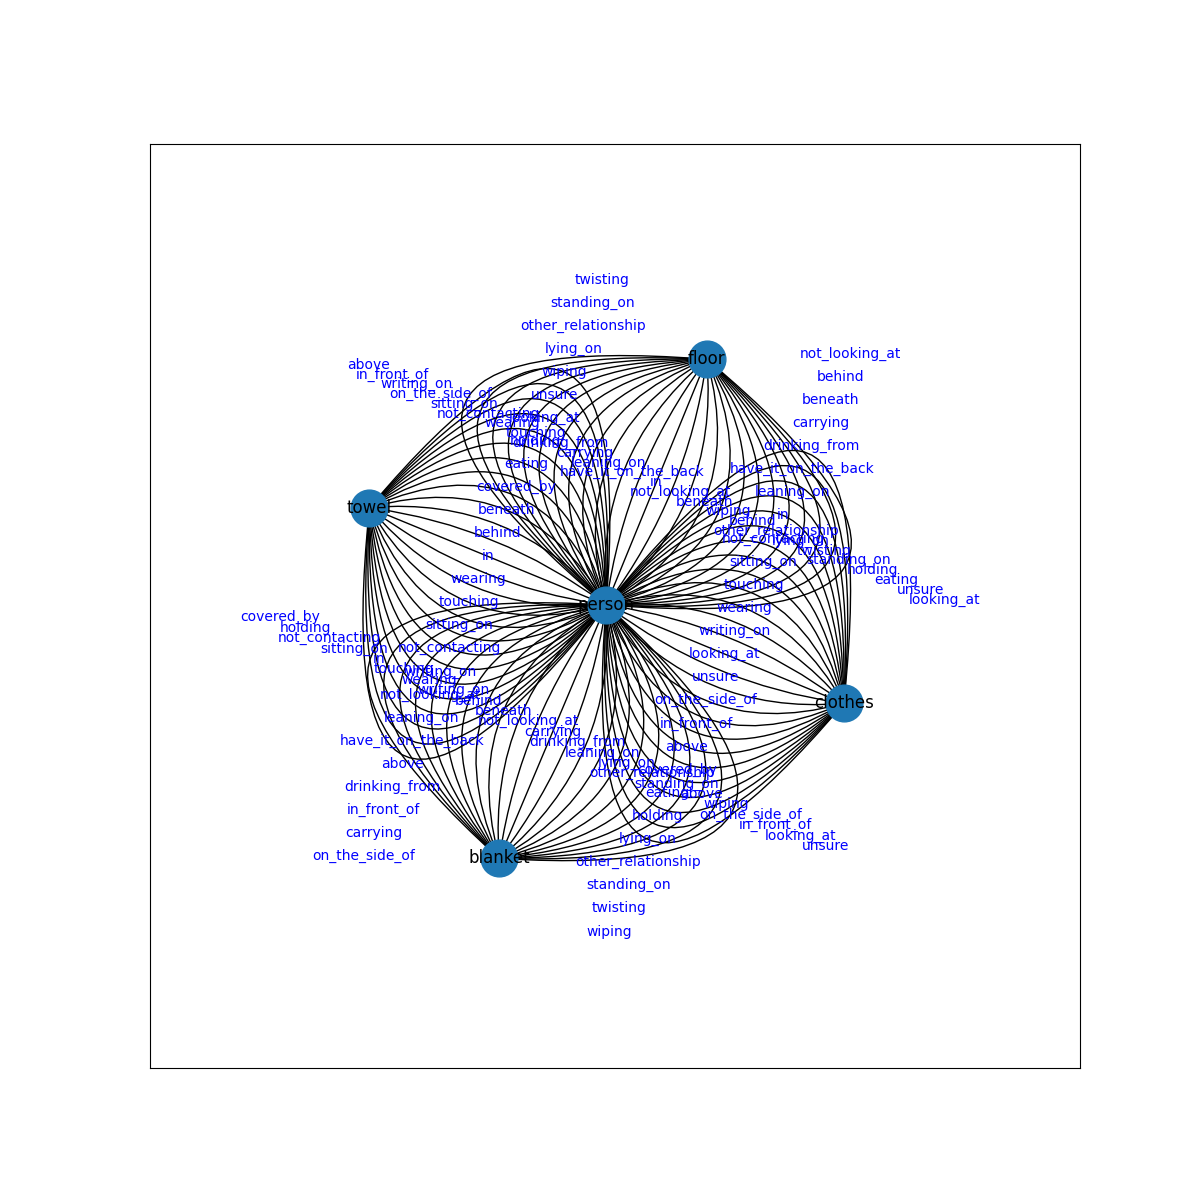 twisting
standing_on
other_relationship
lying_on
floor
not_looking_at
above
wiping
in_front_of
behind
writing_on
on_the_side_of
unsure
beneath
sitting_on
not_contacting
wearing
carrying
touching
drinking_from
drinking_from
carrying
eating
leaning_on
have_it_on_the_back
have_it_on_the_back
in
covered_by
not_looking_at
leaning_on
beneath
towel
beneath
wiping
in
behind
behind
other_relationship
not_contacting
lying_on
twisting
in
standing_on
sitting_on
holding
wearing
eating
touching
unsure
touching
looking_at
person
wearing
covered_by
sitting_on
holding
writing_on
not_contacting
sitting_on
not_contacting
looking_at
in
touching
writing_on
unsure
wearing
writing_on
not_looking_at
behind
on_the_side_of
clothes
beneath
leaning_on
not_looking_at
in_front_of
carrying
have_it_on_the_back
drinking_from
above
leaning_on
above
lying_on
covered_by
other_relationship
standing_on
drinking_from
eating
above
wiping
in_front_of
holding
on_the_side_of
in_front_of
carrying
looking_at
lying_on
unsure
on_the_side_of
blanket
other_relationship
standing_on
twisting
wiping